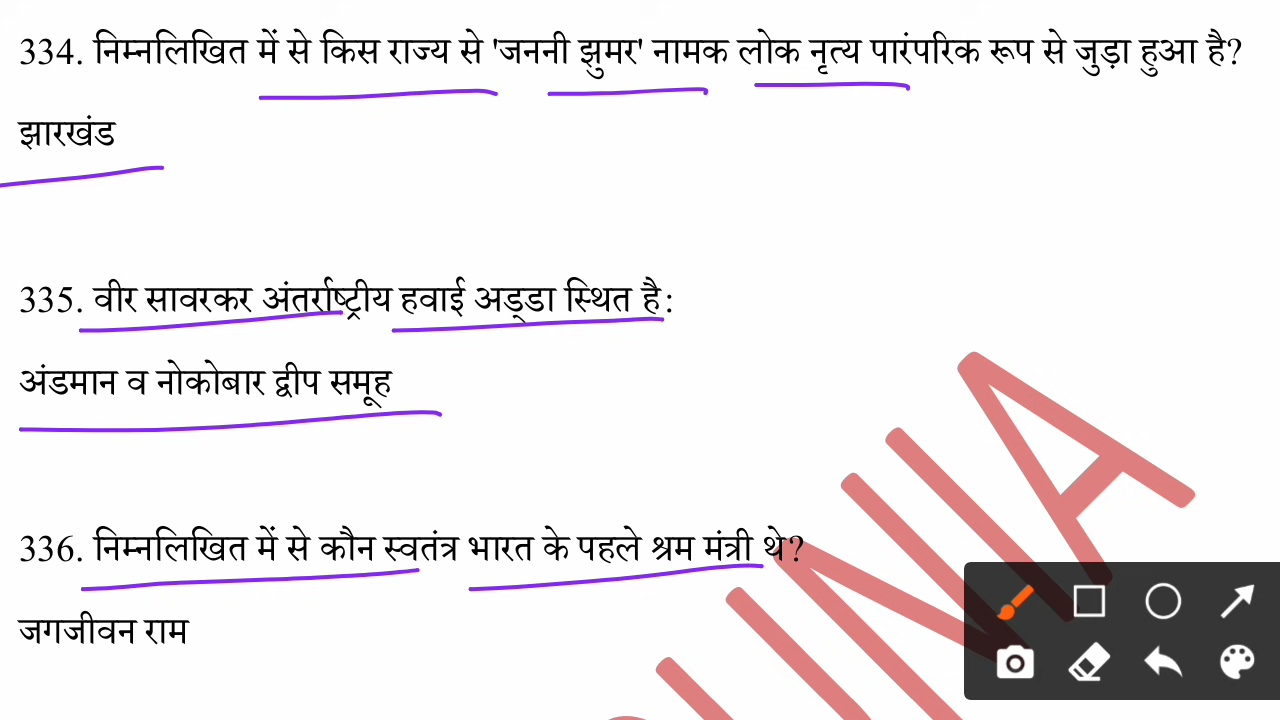 334. निम्नलिखित में से किस राज्य से 'जननी झुमर' नामक लोक नृत्य पारंपरिक रूप से जुड़ा हुआ है?
झारखंड
335. वीर सावरकर अंतर्राष्ट्रीय हवाई अड्डा स्थित है:
अंडमान व नोकोबार द्वीप समूह
336. निम्नलिखित में से कौन स्वतंत्र भारत के पहले श्रम मंत्री थे?
जगजीवन राम